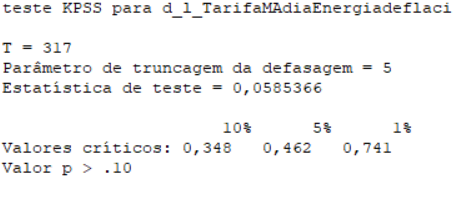 teste KPSS para d_l_TarifaMAdiaEnergiadeflaci
T = 317
Parâmetro de truncagem da defasagem = 5
Estatística de teste = 0,0585366
10% 5% 1%
Valores críticos: 0,348 0,462 0,741
Valor p > .10